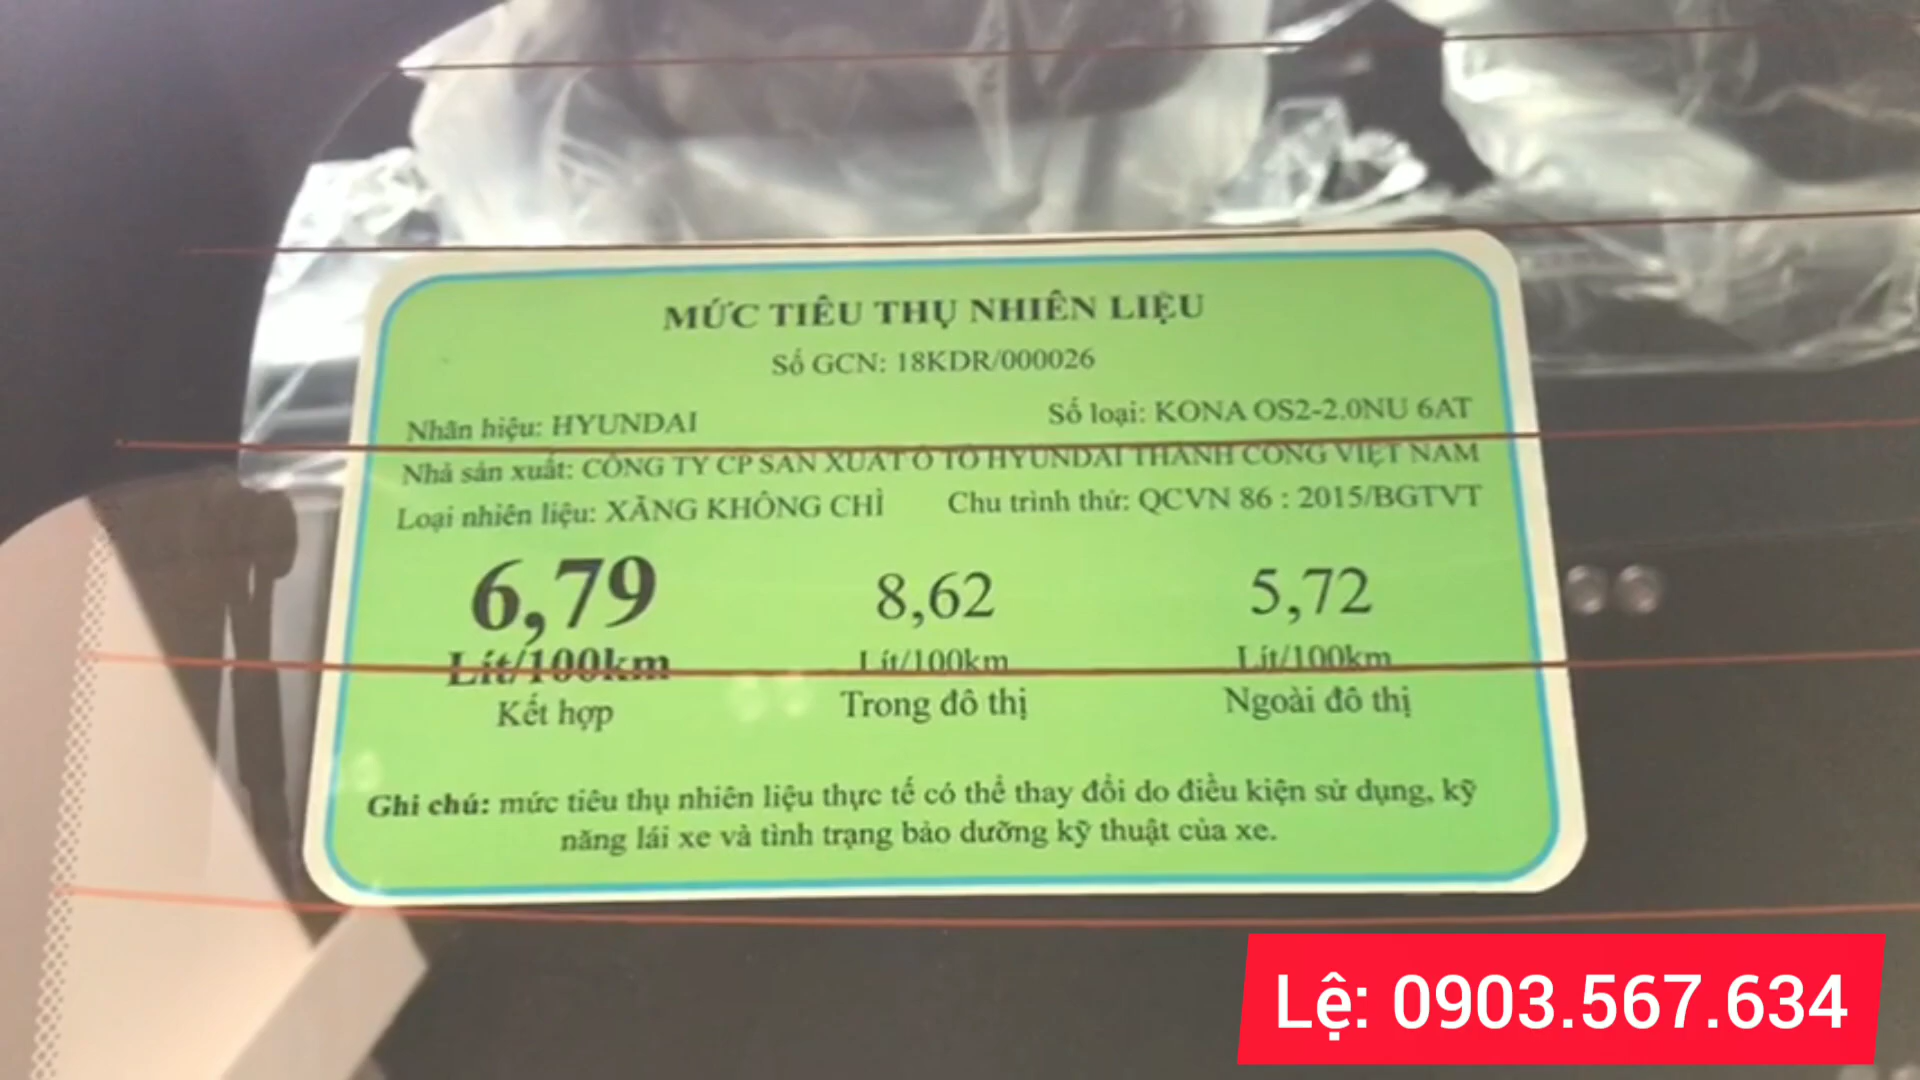 MỨC TIÊU THỤ NHIÊN LIỆU
Số GCN: 18KDR/000026
Nhãn hiệu: HYUNDAI Số loại: KONA OS2-2.0NU 6AT
Nhà sản xuất: CÔNG TY CP SẢN XUẤT Ô TÔ HYUNDAI THÀNH CÔNG VIỆT NAM
Loại nhiên liệu: XĂNG KHÔNG CHÌ Chu trình thử: QCVN 86 : 2015/BGTVT
6,79 8,62 5,72
Lít/100km Lít/100km Lít/100km
Kết hợp Trong đô thị Ngoài đô thị
Ghi chú: mức tiêu thụ nhiên liệu thực tế có thể thay đổi do điều kiện sử dụng, kỹ
năng lái xe và tình trạng bảo dưỡng kỹ thuật của xe.
Lệ: 0903.567.634